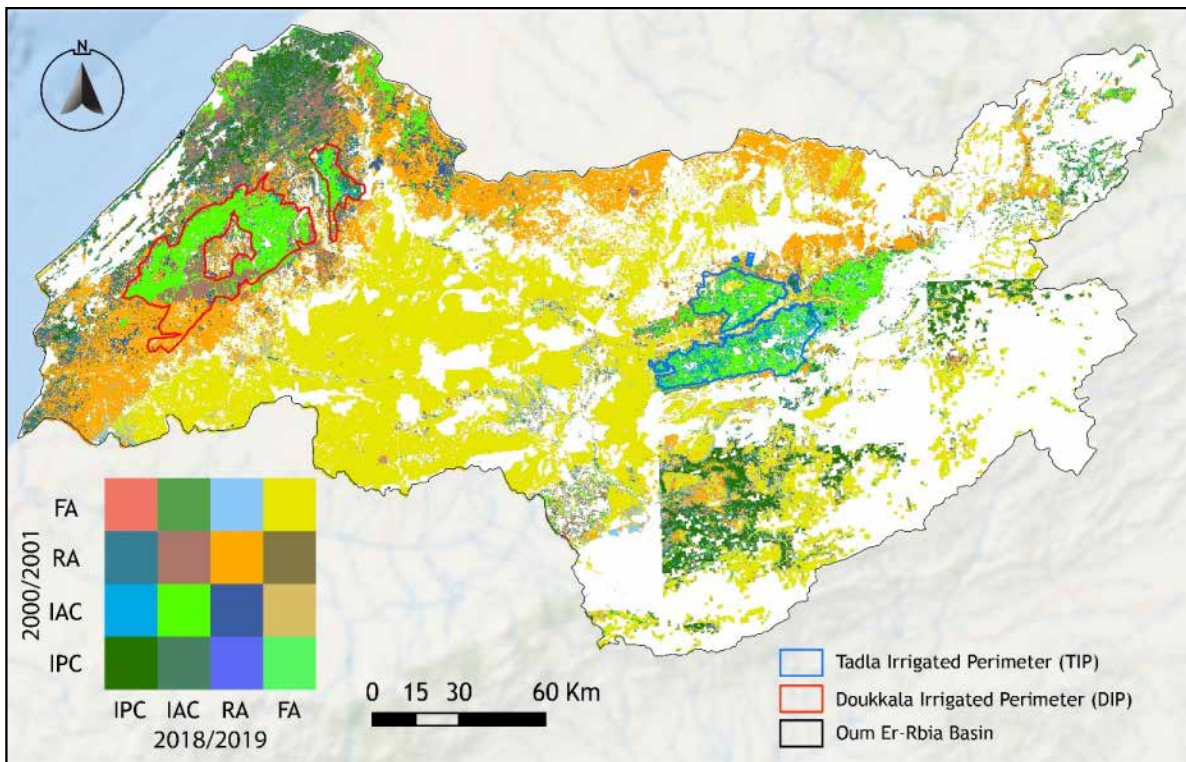 N
FA
RA
IAC
IPC
2000/2001
IPC IAC RA FA
2018/2019
0 15 30 60 Km
Tadla Irrigated Perimeter (TIP)
Doukkala Irrigated Perimeter (DIP)
Oum Er-Rbia Basin